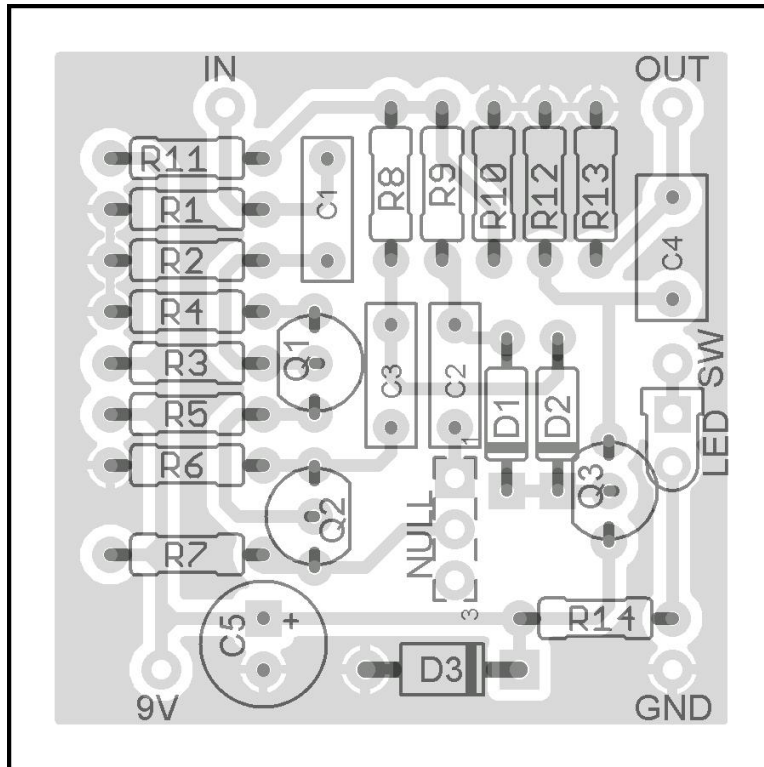 IN
OUT
R11
R1
R2
R4
R3
R5
R6
R7
C1
R8
R9
R10
R12
R13
C4
Q1
C3
C2
D1
D2
SW
LED
Q2
1
NULL
3
Q3
C5
+
R14
D3
9V
GND